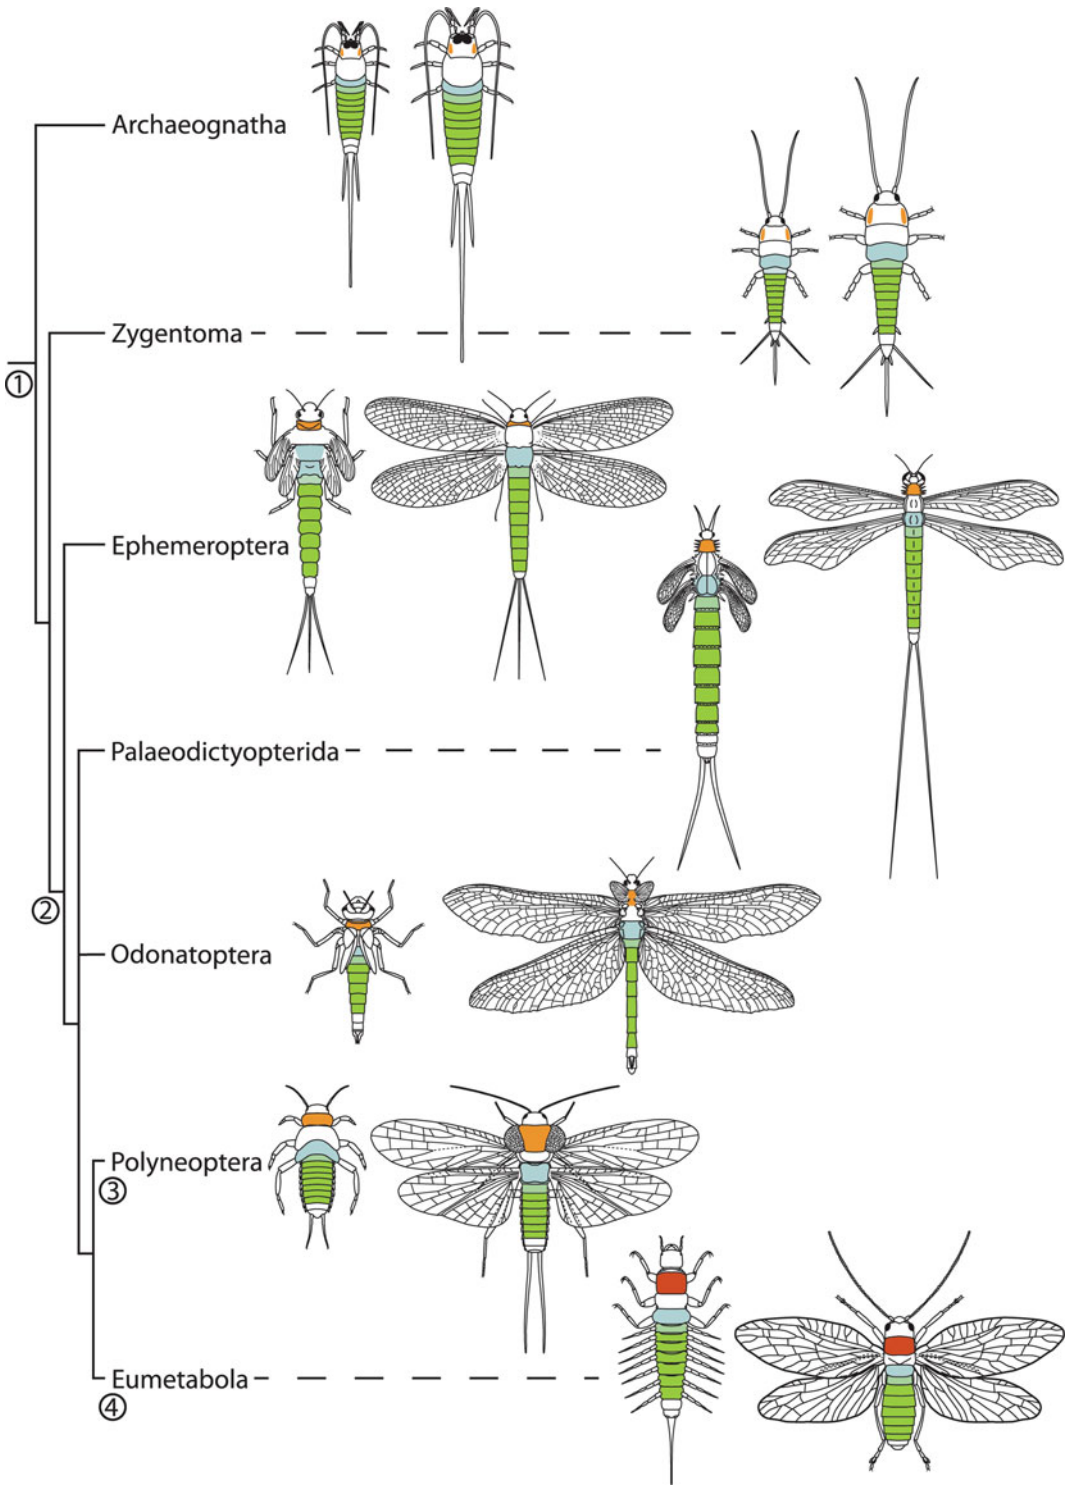 Archaeognatha
Zygentoma
①
Ephemeroptera
Palaeodictyopterida
②
Odonatoptera
Polyneoptera
③
Eumetabola
④